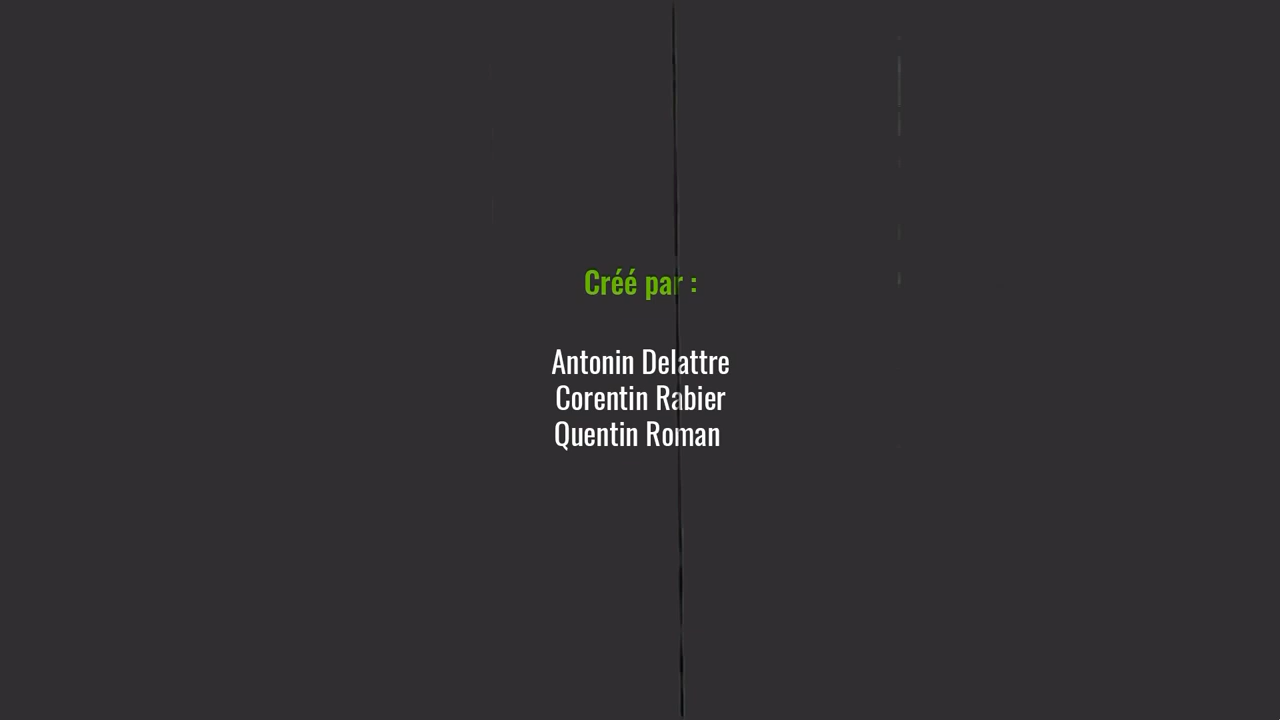 Créé par :
Antonin Delattre
Corentin Rabier
Quentin Roman